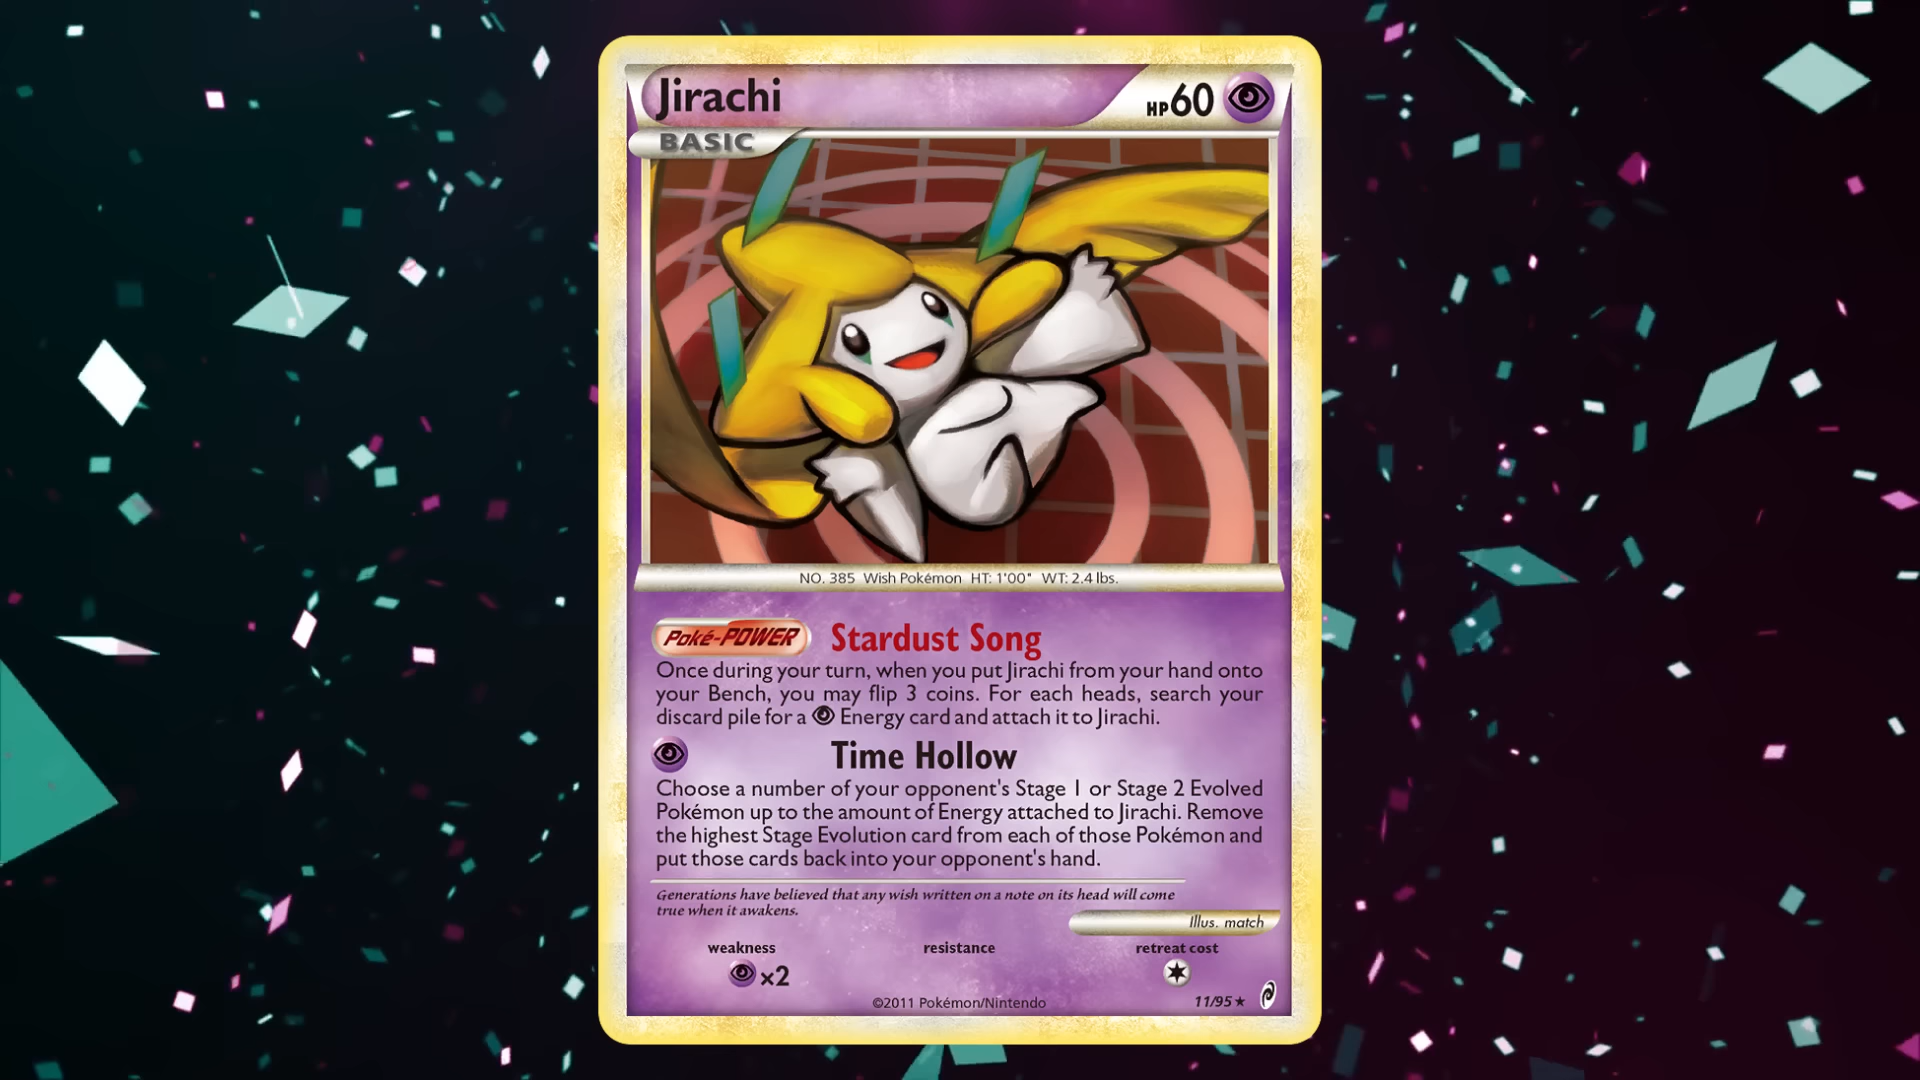 Jirachi
HP60
BASIC
NO. 385 Wish Pokémon HT: 1'00" WT: 2.4 lbs.
Poké-POWER Stardust Song
Once during your turn, when you put Jirachi from your hand onto
your Bench, you may flip 3 coins. For each heads, search your
discard pile for a Energy card and attach it to Jirachi.
Time Hollow
Choose a number of your opponent's Stage 1 or Stage 2 Evolved
Pokémon up to the amount of Energy attached to Jirachi. Remove
the highest Stage Evolution card from each of those Pokémon and
put those cards back into your opponent's hand.
Generations have believed that any wish written on a note on its head will come
true when it awakens.
Illus. match
weakness resistance retreat cost
×2
©2011 Pokémon/Nintendo
11/95 ★